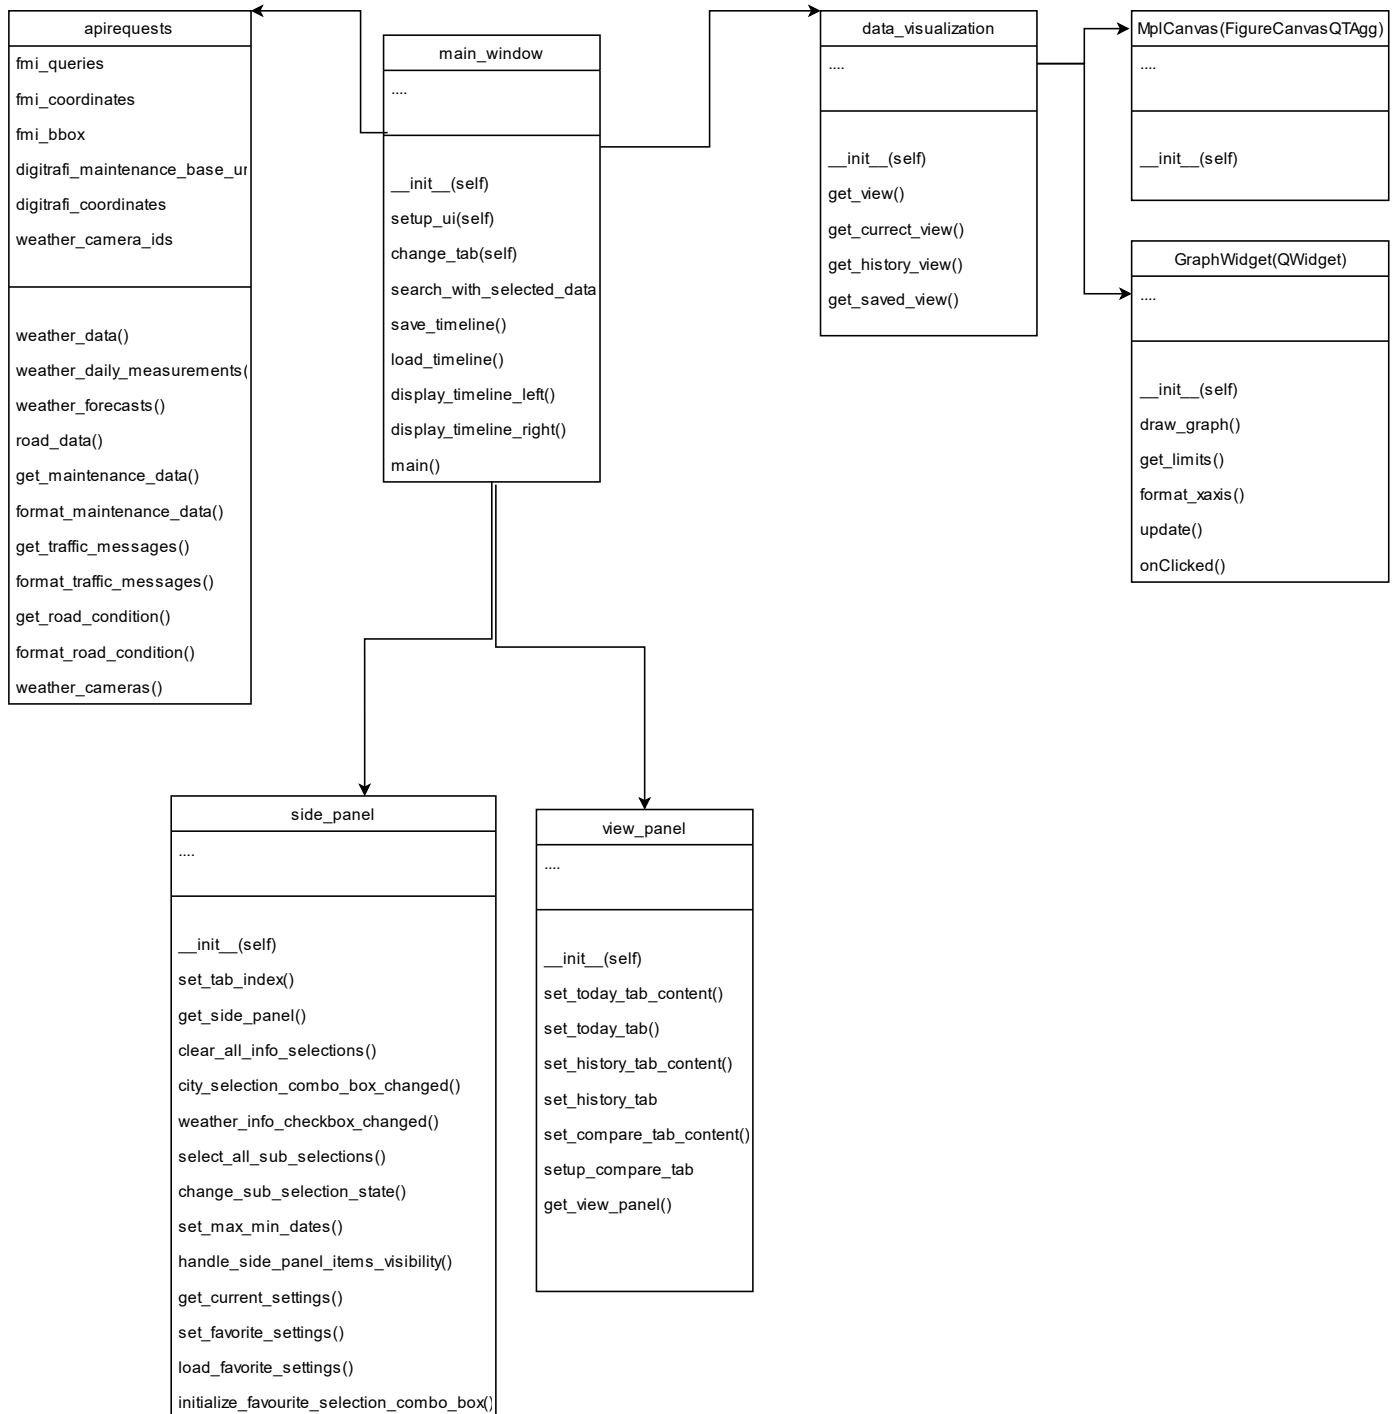 apirequests
fmi_queries
fmi_coordinates
fmi_bbox
digitrafi_maintenance_base_ur
digitrafi_coordinates
weather_camera_ids
weather_data()
weather_daily_measurements(
weather_forecasts()
road_data()
get_maintenance_data()
format_maintenance_data()
get_traffic_messages()
format_traffic_messages()
get_road_condition()
format_road_condition()
weather_cameras()
main_window
....
__init__(self)
setup_ui(self)
change_tab(self)
search_with_selected_data
save_timeline()
load_timeline()
display_timeline_left()
display_timeline_right()
main()
data_visualization
....
__init__(self)
get_view()
get_currect_view()
get_history_view()
get_saved_view()
MplCanvas(FigureCanvasQTAgg)
....
__init__(self)
GraphWidget(QWidget)
....
__init__(self)
draw_graph()
get_limits()
format_xaxis()
update()
onClicked()
side_panel
....
__init__(self)
set_tab_index()
get_side_panel()
clear_all_info_selections()
city_selection_combo_box_changed()
weather_info_checkbox_changed()
select_all_sub_selections()
change_sub_selection_state()
set_max_min_dates()
handle_side_panel_items_visibility()
get_current_settings()
set_favorite_settings()
load_favorite_settings()
initialize_favourite_selection_combo_box()
view_panel
....
__init__(self)
set_today_tab_content()
set_today_tab()
set_history_tab_content()
set_history_tab
set_compare_tab_content()
setup_compare_tab
get_view_panel()